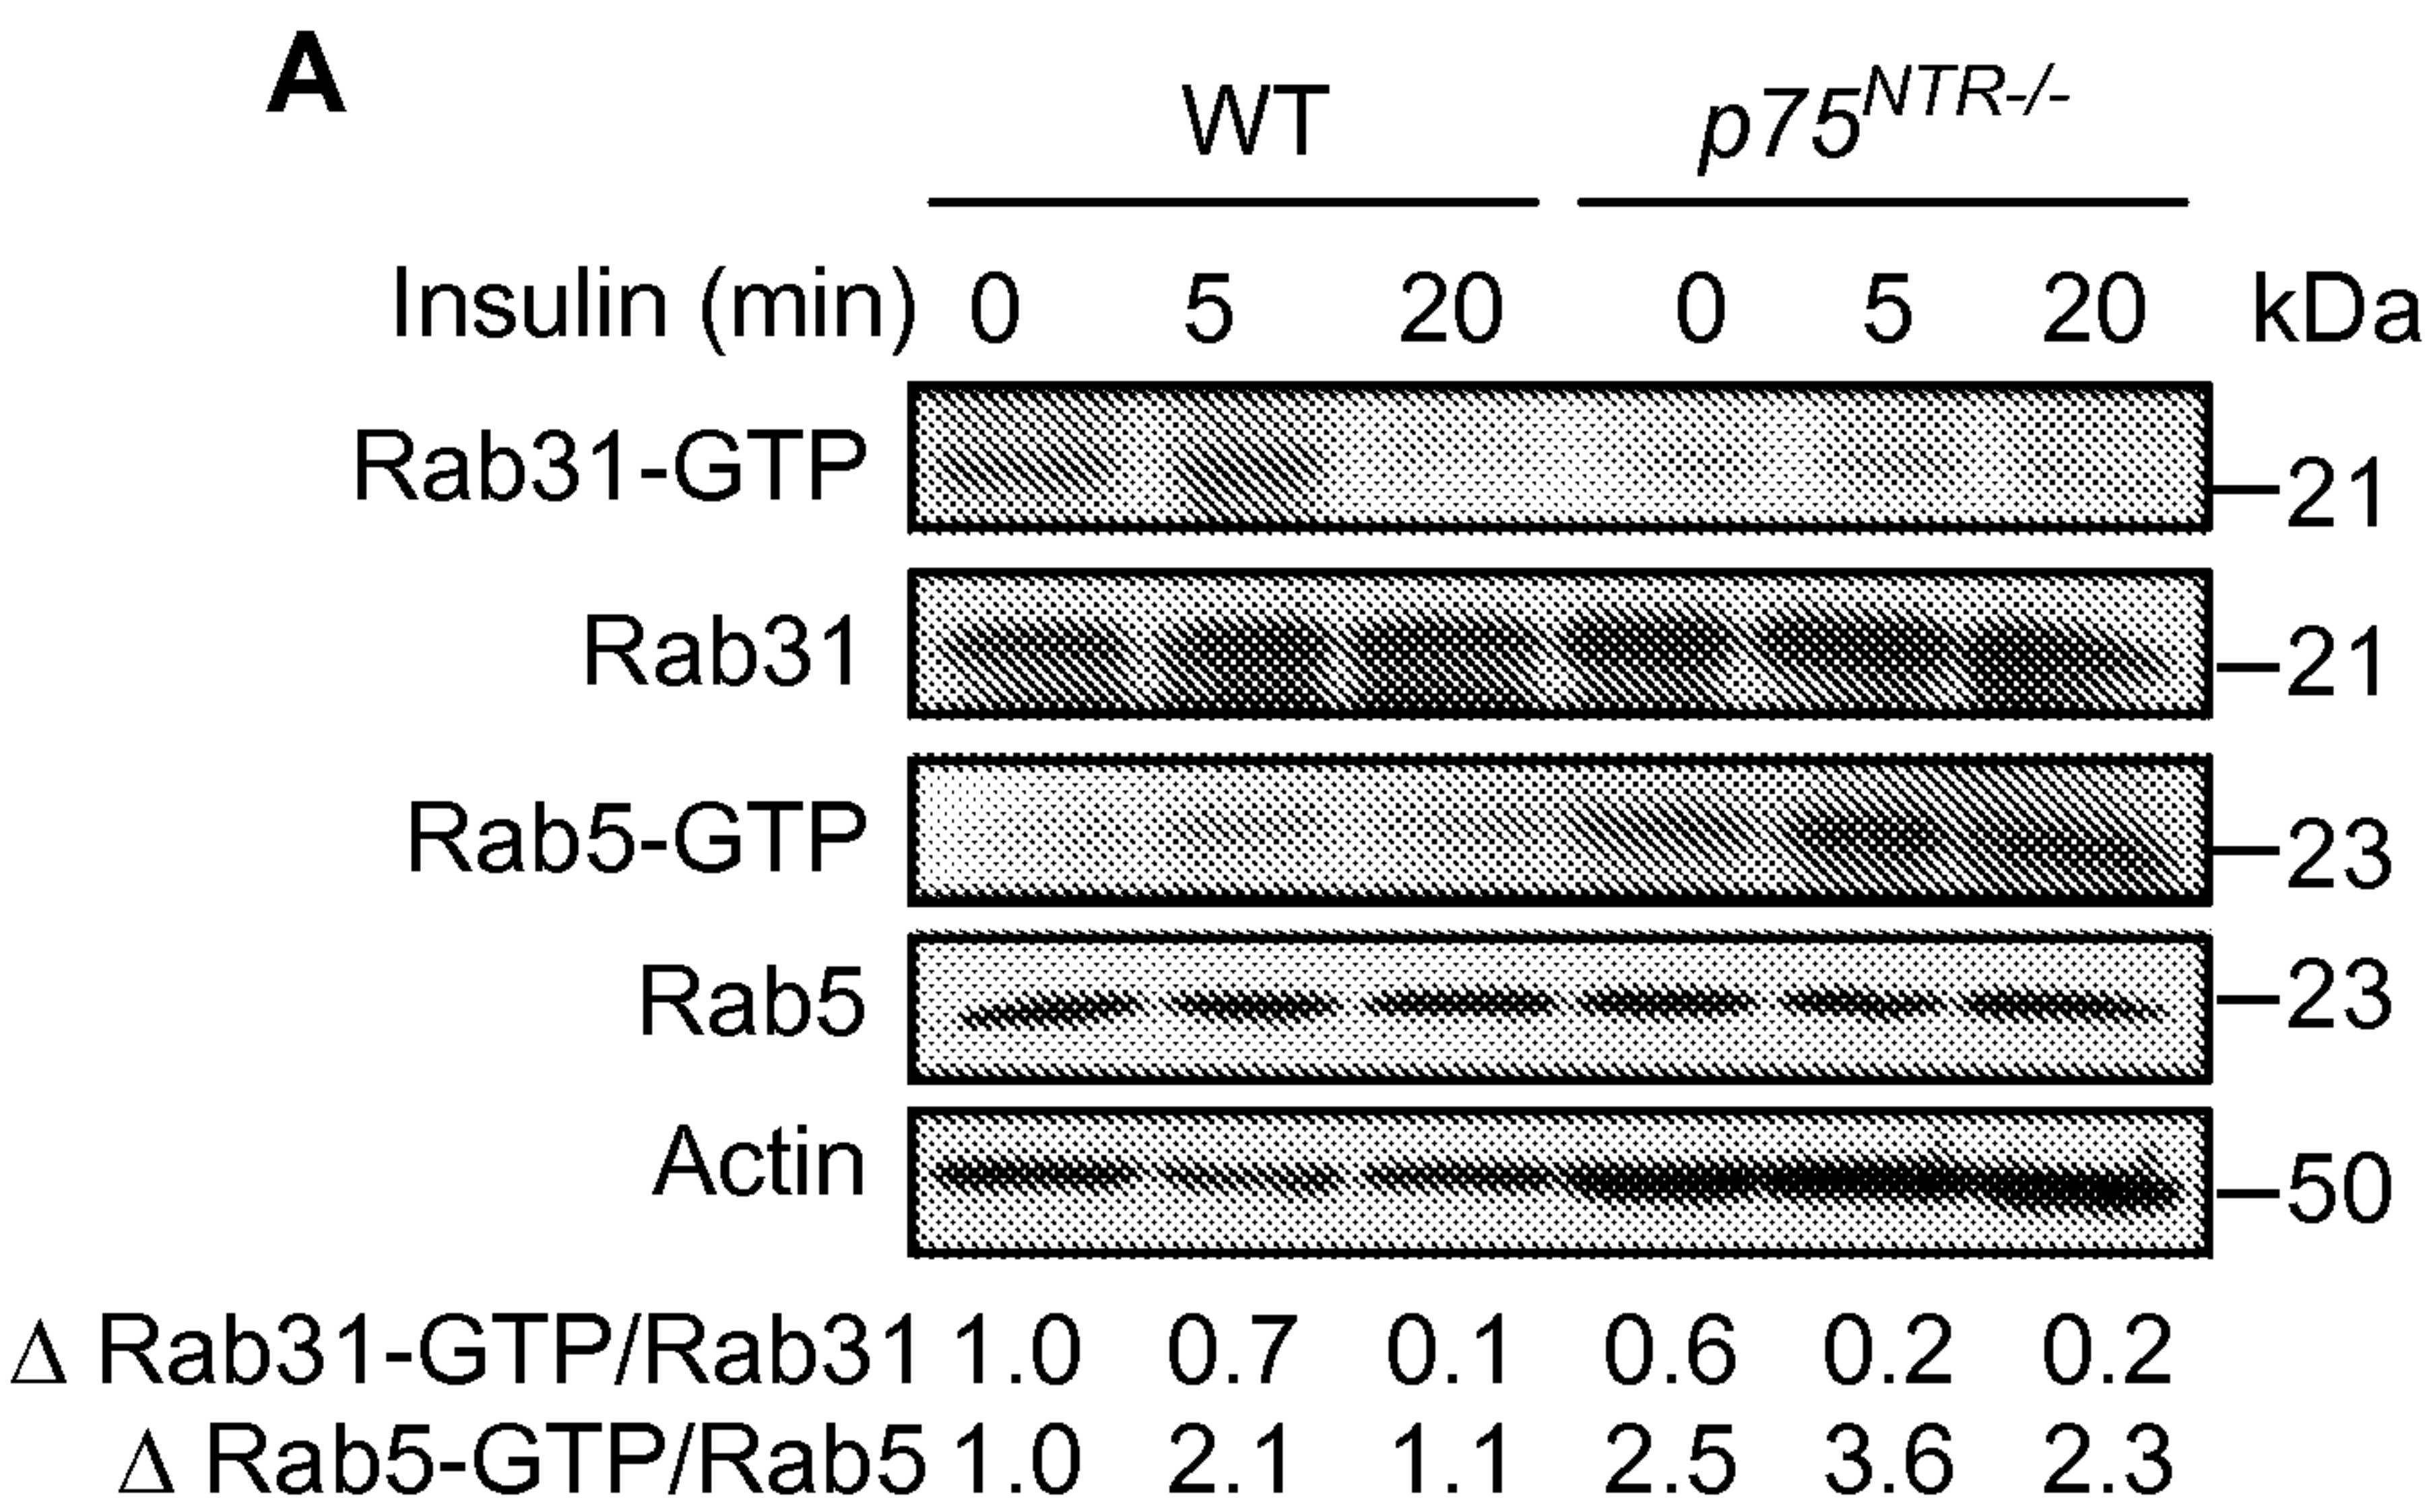 A
WT p75NTR-/-
Insulin (min) 0 5 20 0 5 20 kDa
Rab31-GTP 21
Rab31 21
Rab5-GTP 23
Rab5 23
Actin 50
Δ Rab31-GTP/Rab31 1.0 0.7 0.1 0.6 0.2 0.2
Δ Rab5-GTP/Rab5 1.0 2.1 1.1 2.5 3.6 2.3